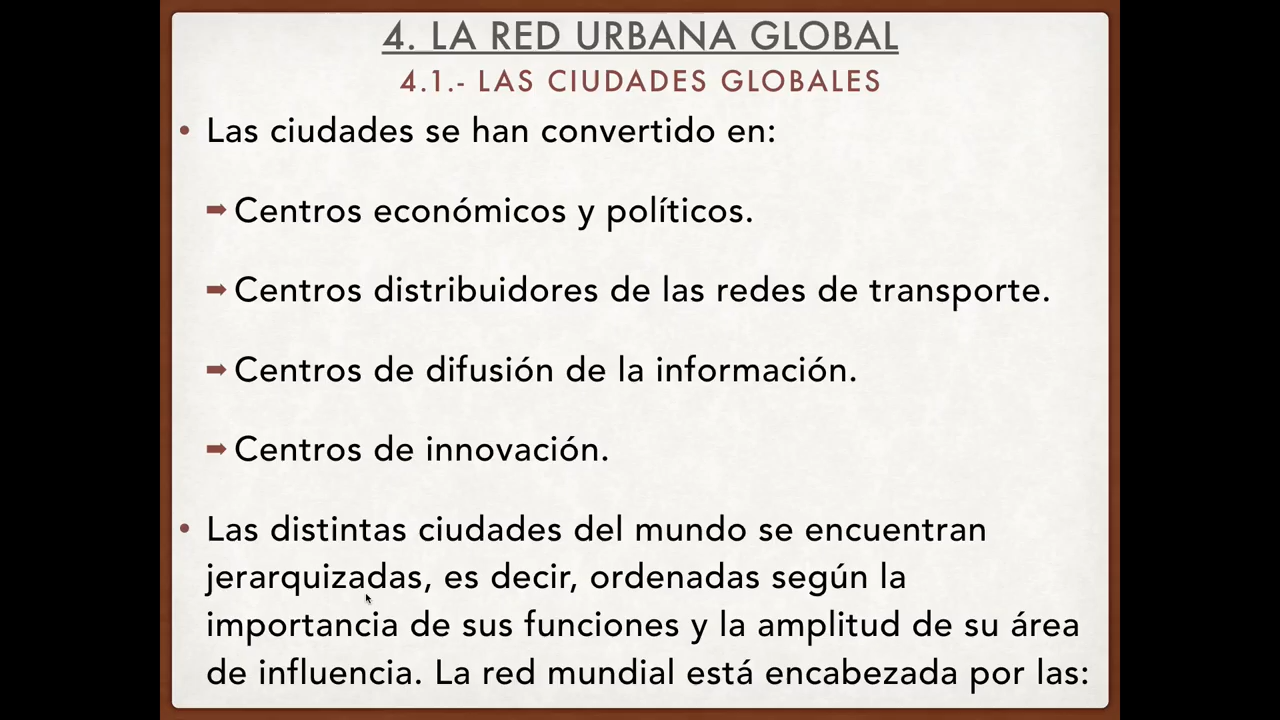 4. LA RED URBANA GLOBAL
4.1.- LAS CIUDADES GLOBALES
• Las ciudades se han convertido en:
➡ Centros económicos y políticos.
➡ Centros distribuidores de las redes de transporte.
➡ Centros de difusión de la información.
➡ Centros de innovación.
• Las distintas ciudades del mundo se encuentran
jerarquizadas, es decir, ordenadas según la
importancia de sus funciones y la amplitud de su área
de influencia. La red mundial está encabezada por las: